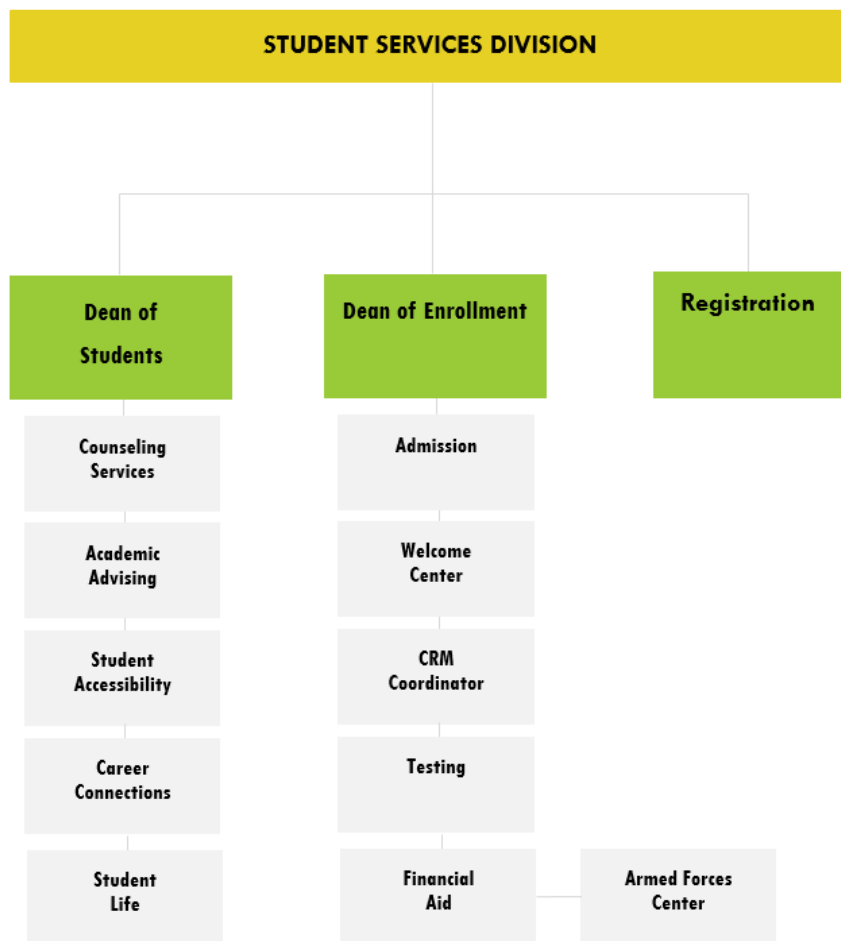 STUDENT SERVICES DIVISION
Dean of
Students
Dean of Enrollment
Registration
Counseling
Services
Academic
Advising
Student
Accessibility
Career
Connections
Student
Life
Admission
Welcome
Center
CRM
Coordinator
Testing
Financial
Aid
Armed Forces
Center